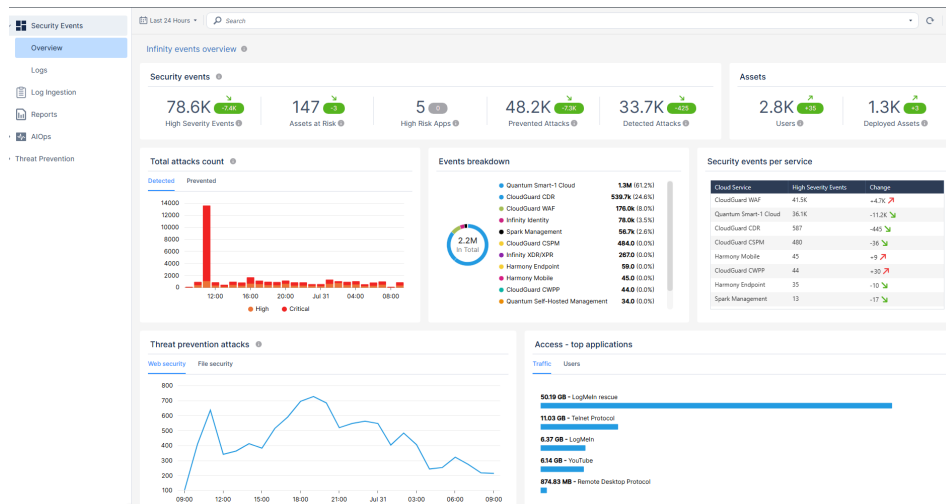 Security Events
Overview
Logs
Log Ingestion
Reports
AIOps
Threat Prevention
Last 24 Hours
Search
Infinity events overview
Security events
78.6K -7.4K
High Severity Events
147 -3
Assets at Risk
5 0
High Risk Apps
48.2K -7.3K
Prevented Attacks
33.7K -425
Detected Attacks
Assets
2.8K +35
Users
1.3K +3
Deployed Assets
Total attacks count
Detected Prevented
14000
12000
10000
8000
6000
4000
2000
0
12:00 16:00 20:00 Jul 31 04:00 08:00
High Critical
Events breakdown
2.2M
In Total
Quantum Smart-1 Cloud 1.3M (61.2%)
CloudGuard CDR 539.7k (24.6%)
CloudGuard WAF 176.0k (8.0%)
Infinity Identity 78.0k (3.5%)
Spark Management 56.7k (2.6%)
CloudGuard CSPM 484.0 (0.0%)
Infinity XDR/XPR 267.0 (0.0%)
Harmony Endpoint 59.0 (0.0%)
Harmony Mobile 45.0 (0.0%)
CloudGuard CWPP 44.0 (0.0%)
Quantum Self-Hosted Management 34.0 (0.0%)
Security events per service
Cloud Service High Severity Events Change
CloudGuard WAF 41.5K +4.7K
Quantum Smart-1 Cloud 36.1K -11.2K
CloudGuard CDR 587 -445
CloudGuard CSPM 480 -36
Harmony Mobile 45 +9
CloudGuard CWPP 44 +30
Harmony Endpoint 35 -10
Spark Management 13 -17
Threat prevention attacks
Web security File security
800
700
600
500
400
300
200
100
09:00 12:00 15:00 18:00 21:00 Jul 31 03:00 06:00 09:00
Access - top applications
Traffic Users
50.19 GB - LogMeIn rescue
11.03 GB - Telnet Protocol
6.37 GB - LogMeIn
6.14 GB - YouTube
874.83 MB - Remote Desktop Protocol